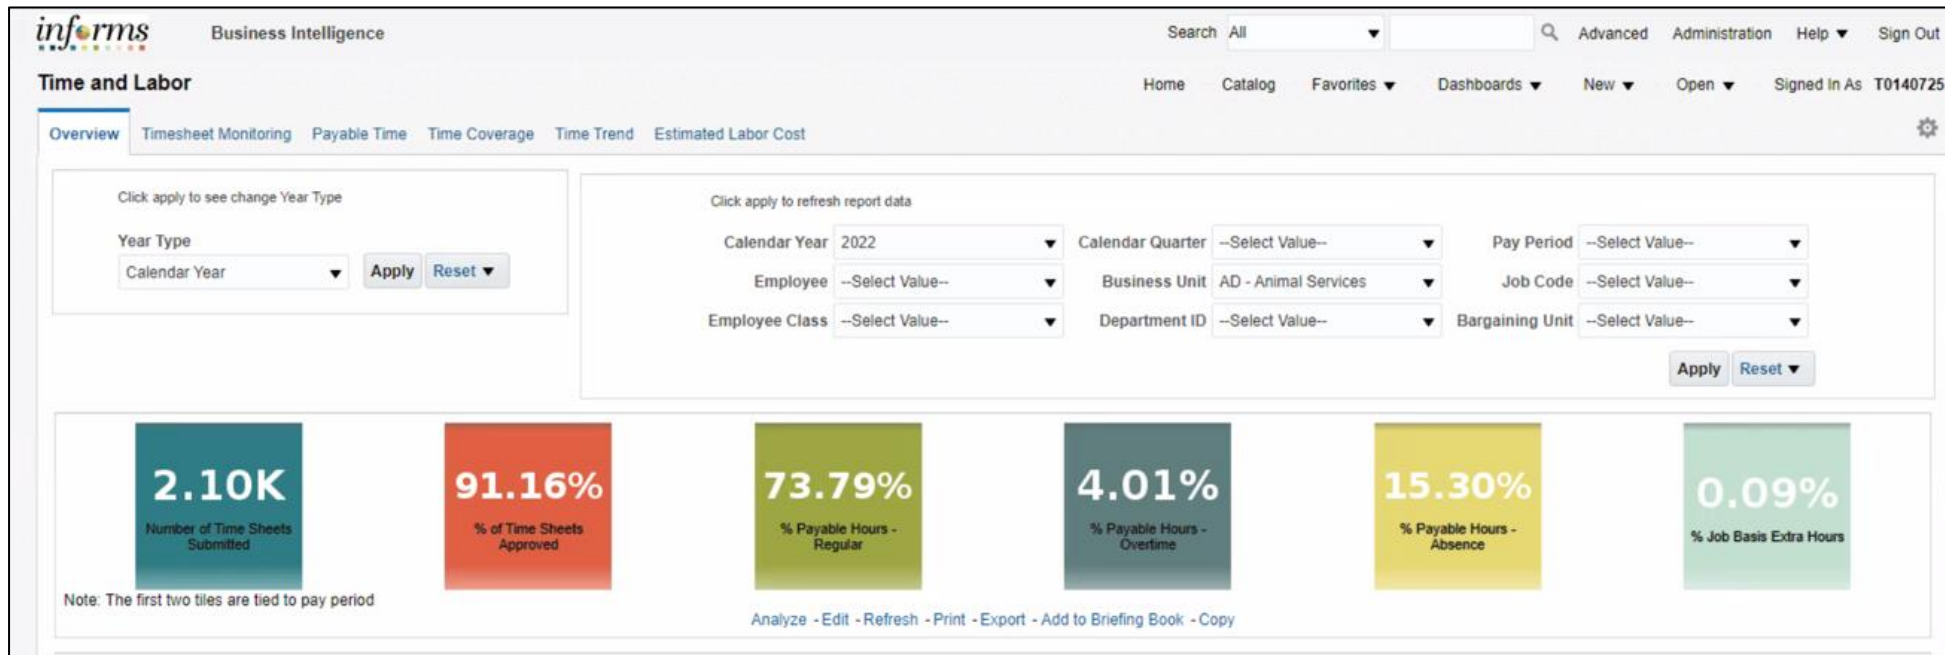 informs Business Intelligence Search All Advanced Administration Help Sign Out
Time and Labor Home Catalog Favorites Dashboards New Open Signed In As T0140725
Overview Timesheet Monitoring Payable Time Time Coverage Time Trend Estimated Labor Cost
Click apply to see change Year Type
Year Type
Calendar Year Apply Reset
Click apply to refresh report data
Calendar Year 2022 Calendar Quarter --Select Value-- Pay Period --Select Value--
Employee --Select Value-- Business Unit AD - Animal Services Job Code --Select Value--
Employee Class --Select Value-- Department ID --Select Value-- Bargaining Unit --Select Value--
Apply Reset
2.10K
Number of Time Sheets
Submitted
91.16%
% of Time Sheets
Approved
73.79%
% Payable Hours -
Regular
4.01%
% Payable Hours -
Overtime
15.30%
% Payable Hours -
Absence
0.09%
% Job Basis Extra Hours
Note: The first two tiles are tied to pay period
Analyze - Edit - Refresh - Print - Export - Add to Briefing Book - Copy